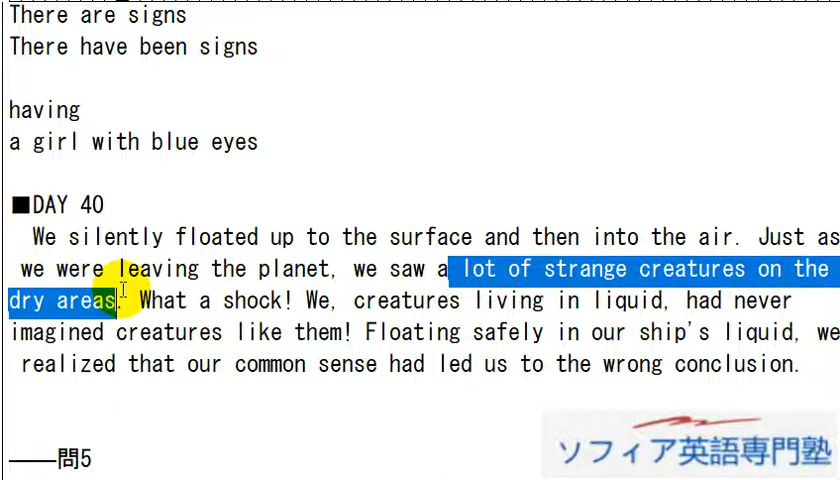 There are signs
There have been signs
having
a girl with blue eyes
■DAY 40
We silently floated up to the surface and then into the air. Just as
we were leaving the planet, we saw a lot of strange creatures on the
dry areas. What a shock! We, creatures living in liquid, had never
imagined creatures like them! Floating safely in our ship's liquid, we
realized that our common sense had led us to the wrong conclusion.
――問5
ソフィア英語専門塾